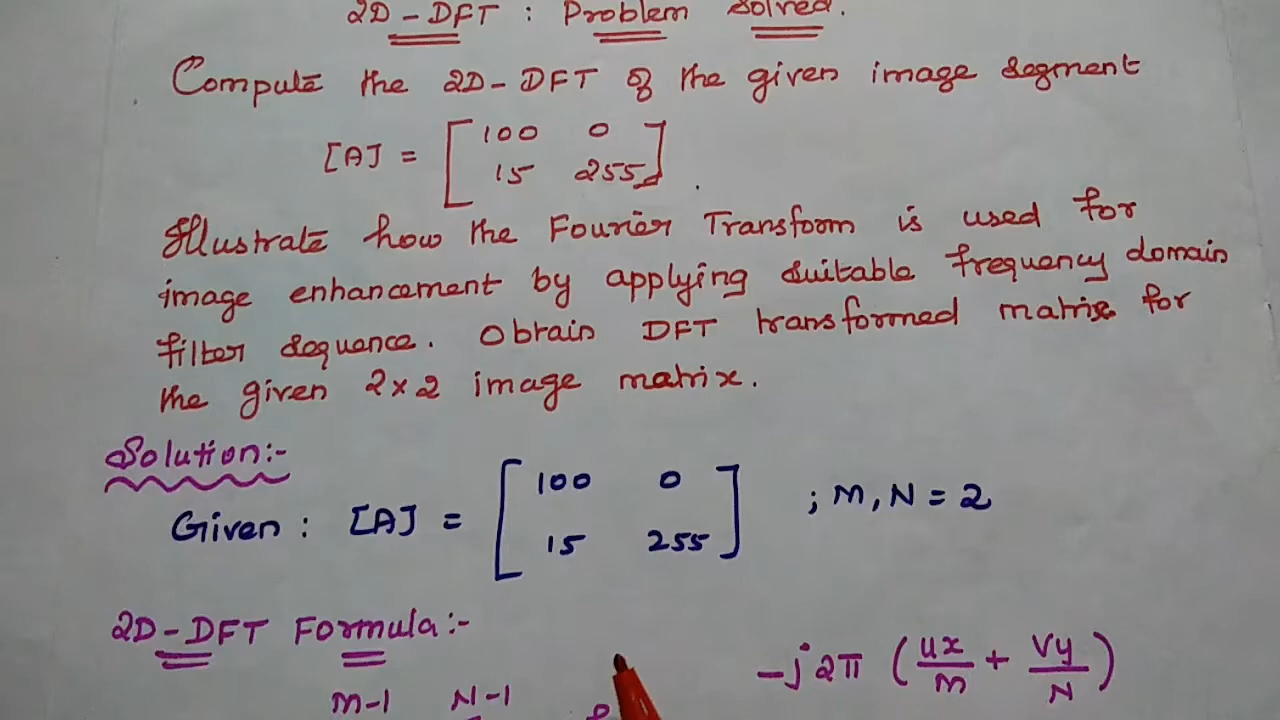 2D-DFT : Problem Solved.
Compute the 2D-DFT of the given image segment
[A] = [ 100 0
15 255 ] .
Illustrate how the Fourier Transform is used for
image enhancement by applying suitable frequency domain
filter sequence. Obtain DFT transformed matrix for
the given 2x2 image matrix.
Solution:-
Given : [A] = [ 100 0
15 255 ] ; M, N = 2
2D-DFT Formula:-
-j2π (ux/M + vy/N)
M-1 N-1